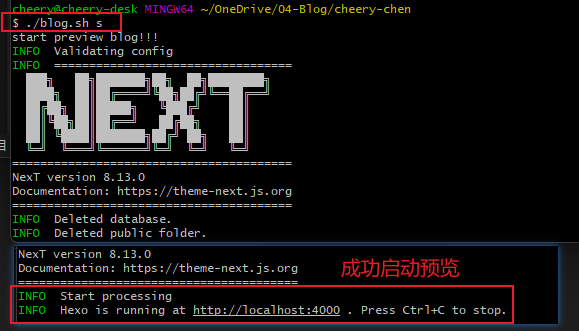 cheery@cheery-desk MINGW64 ~/OneDrive/04-Blog/cheery-chen
$ ./blog.sh s
start preview blog!!!
INFO  Validating config
INFO  ==================================
NEXT
========================================
NexT version 8.13.0
Documentation: https://theme-next.js.org
========================================
INFO  Deleted database.
INFO  Deleted public folder.
NexT version 8.13.0
Documentation: https://theme-next.js.org
========================================
成功启动预览
INFO  Start processing
INFO  Hexo is running at http://localhost:4000 . Press Ctrl+C to stop.